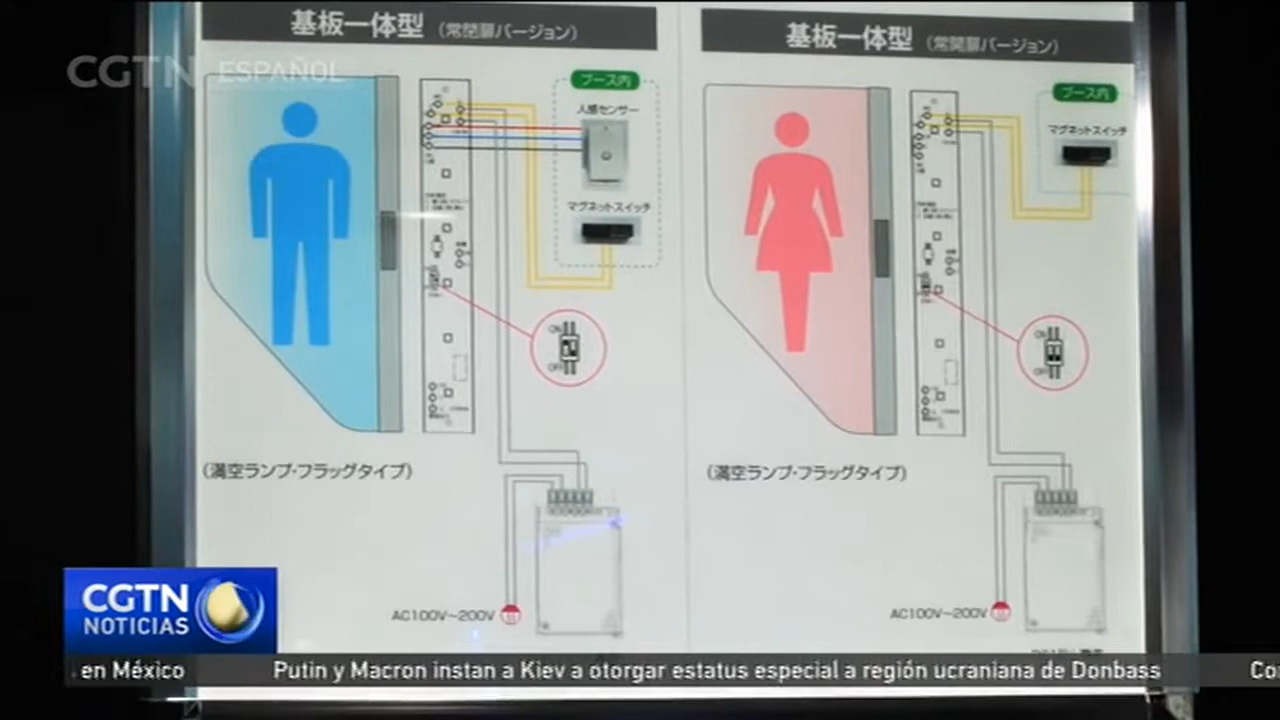 基板一体型 (常閉扉バージョン)
基板一体型 (常開扉バージョン)
CGTN ESPAÑOL
ブース内
人感センサー
マグネットスイッチ
ON
OFF
(満空ランプ・フラッグタイプ)
AC100V~200V
ブース内
マグネットスイッチ
ON
OFF
(満空ランプ・フラッグタイプ)
AC100V~200V
CGTN
NOTICIAS
en México Putin y Macron instan a Kiev a otorgar estatus especial a región ucraniana de Donbass